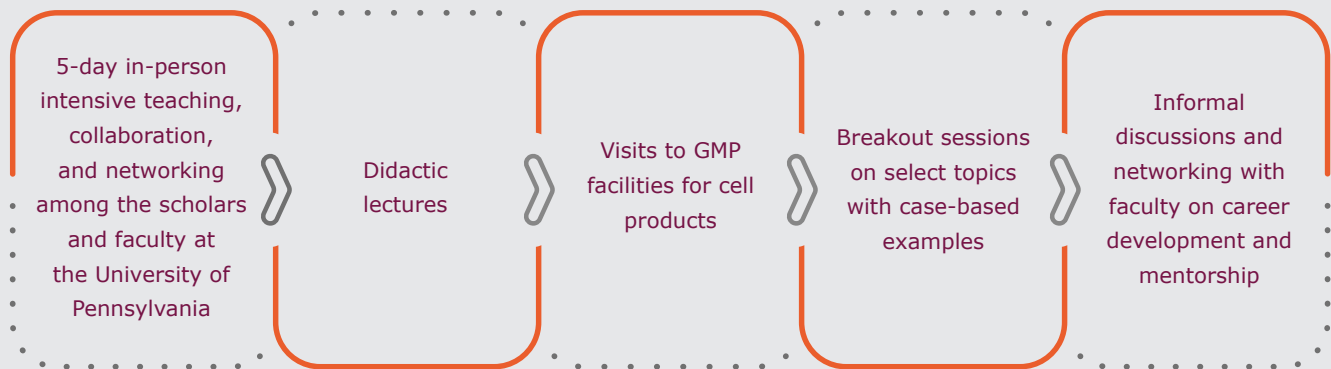 5-day in-person
intensive teaching,
collaboration,
and networking
among the scholars
and faculty at
the University of
Pennsylvania
Didactic
lectures
Visits to GMP
facilities for cell
products
Breakout sessions
on select topics
with case-based
examples
Informal
discussions and
networking with
faculty on career
development and
mentorship